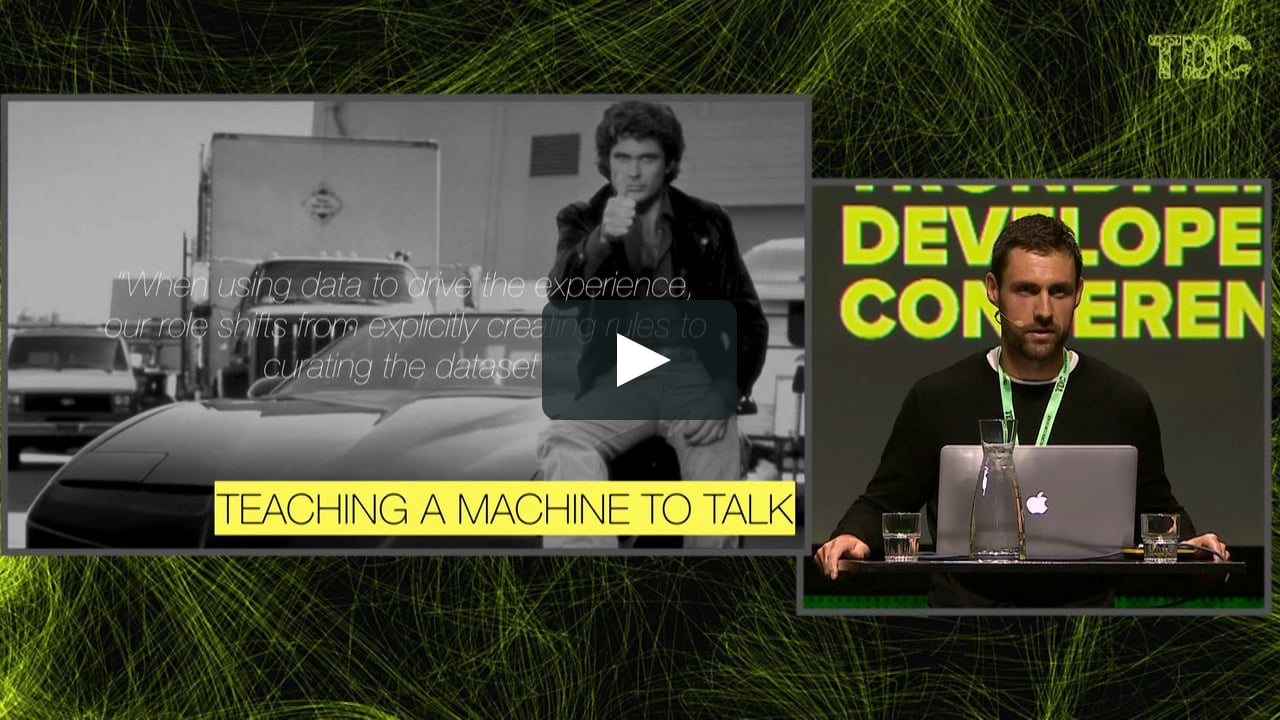 TDC
“When using data to drive the experience,
our role shifts from explicitly creating rules to
curating the dataset”
TEACHING A MACHINE TO TALK
DEVELOPE
CONFEREN
TDC